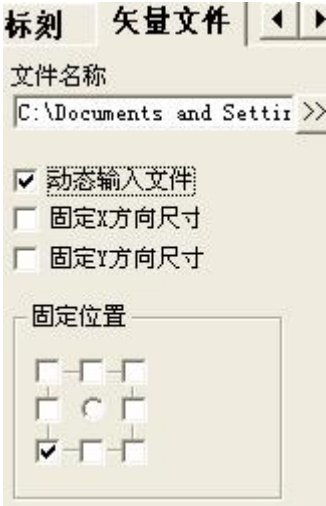 标刻 矢量文件
文件名称
C:\Documents and Settir >>
动态输入文件
固定X方向尺寸
固定Y方向尺寸
固定位置